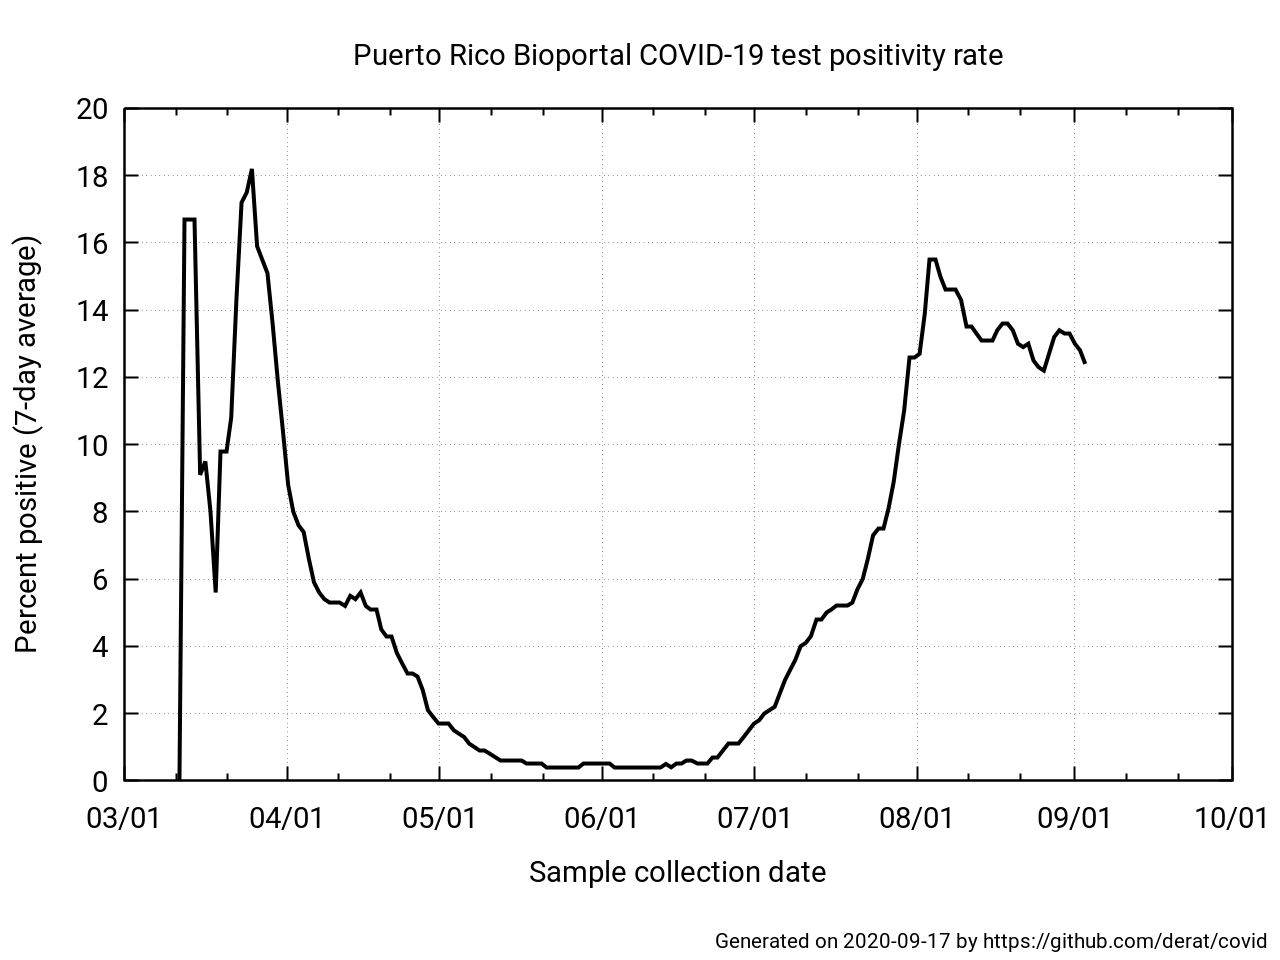 Puerto Rico Bioportal COVID-19 test positivity rate
20
18
16
14
12
10
8
6
4
2
0
Percent positive (7-day average)
03/01 04/01 05/01 06/01 07/01 08/01 09/01 10/01
Sample collection date
Generated on 2020-09-17 by https://github.com/derat/covid